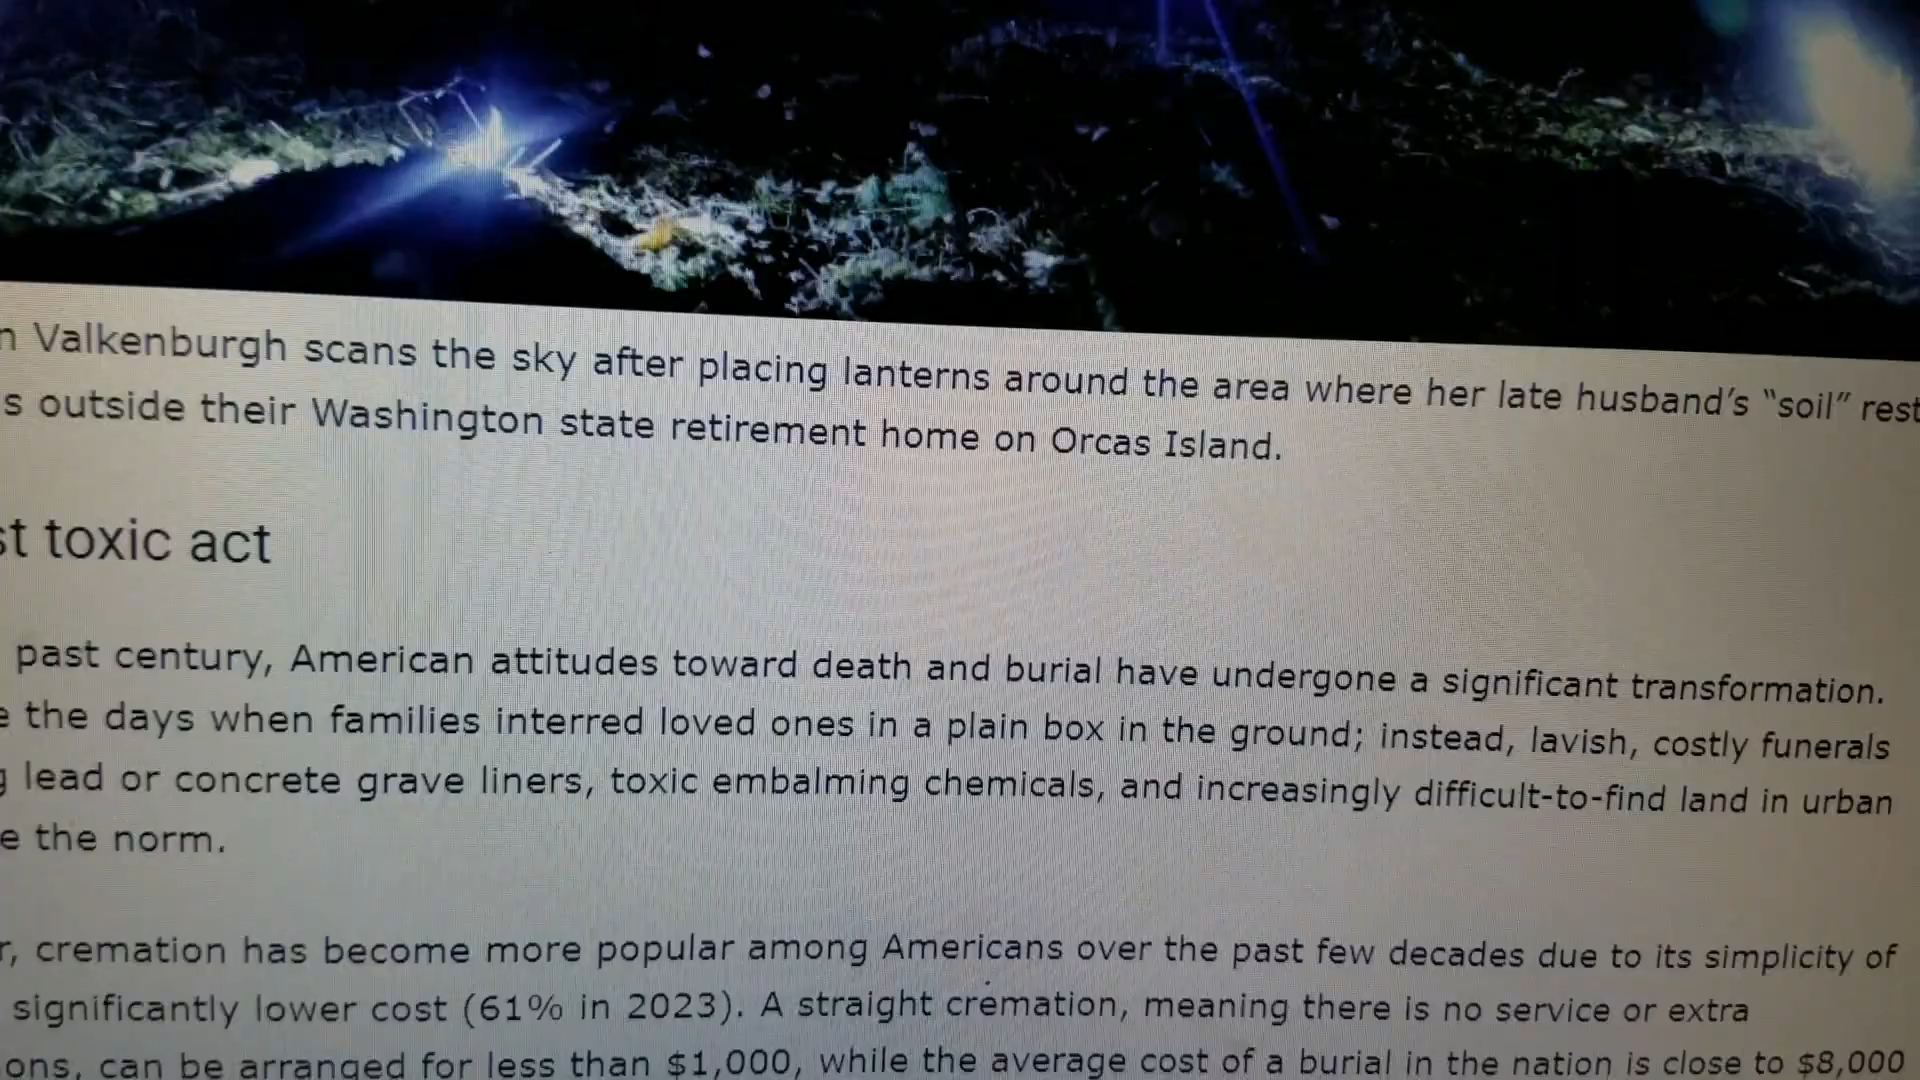 Valkenburgh scans the sky after placing lanterns around the area where her late husband's "soil" rest
s outside their Washington state retirement home on Orcas Island.
st toxic act
past century, American attitudes toward death and burial have undergone a significant transformation.
e the days when families interred loved ones in a plain box in the ground; instead, lavish, costly funerals
g lead or concrete grave liners, toxic embalming chemicals, and increasingly difficult-to-find land in urban
e the norm.
r, cremation has become more popular among Americans over the past few decades due to its simplicity of
significantly lower cost (61% in 2023). A straight cremation, meaning there is no service or extra
ons, can be arranged for less than $1,000, while the average cost of a burial in the nation is close to $8,000